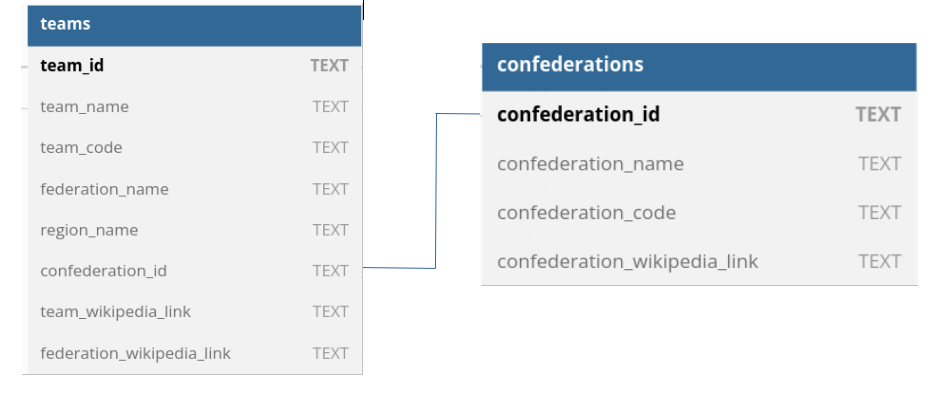 teams
team_id TEXT
team_name TEXT
team_code TEXT
federation_name TEXT
region_name TEXT
confederation_id TEXT
team_wikipedia_link TEXT
federation_wikipedia_link TEXT
confederations
confederation_id TEXT
confederation_name TEXT
confederation_code TEXT
confederation_wikipedia_link TEXT